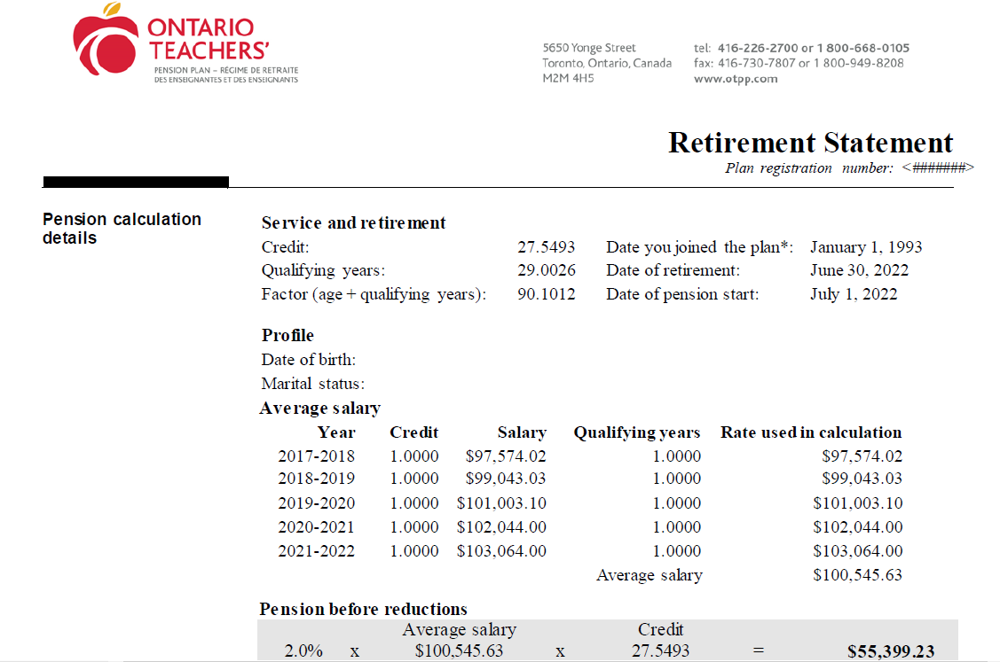 ONTARIO
TEACHERS'
PENSION PLAN – RÉGIME DE RETRAITE
DES ENSEIGNANTES ET DES ENSEIGNANTS
5650 Yonge Street
Toronto, Ontario, Canada
M2M 4H5
tel: 416-226-2700 or 1 800-668-0105
fax: 416-730-7807 or 1 800-949-8208
www.otpp.com
Retirement Statement
Plan registration number: <#######>
Pension calculation
details
Service and retirement
Credit: 27.5493 Date you joined the plan*: January 1, 1993
Qualifying years: 29.0026 Date of retirement: June 30, 2022
Factor (age + qualifying years): 90.1012 Date of pension start: July 1, 2022
Profile
Date of birth:
Marital status:
Average salary
Year Credit Salary Qualifying years Rate used in calculation
2017-2018 1.0000 $97,574.02 1.0000 $97,574.02
2018-2019 1.0000 $99,043.03 1.0000 $99,043.03
2019-2020 1.0000 $101,003.10 1.0000 $101,003.10
2020-2021 1.0000 $102,044.00 1.0000 $102,044.00
2021-2022 1.0000 $103,064.00 1.0000 $103,064.00
Average salary $100,545.63
Pension before reductions
Average salary Credit
2.0% x $100,545.63 x 27.5493 = $55,399.23